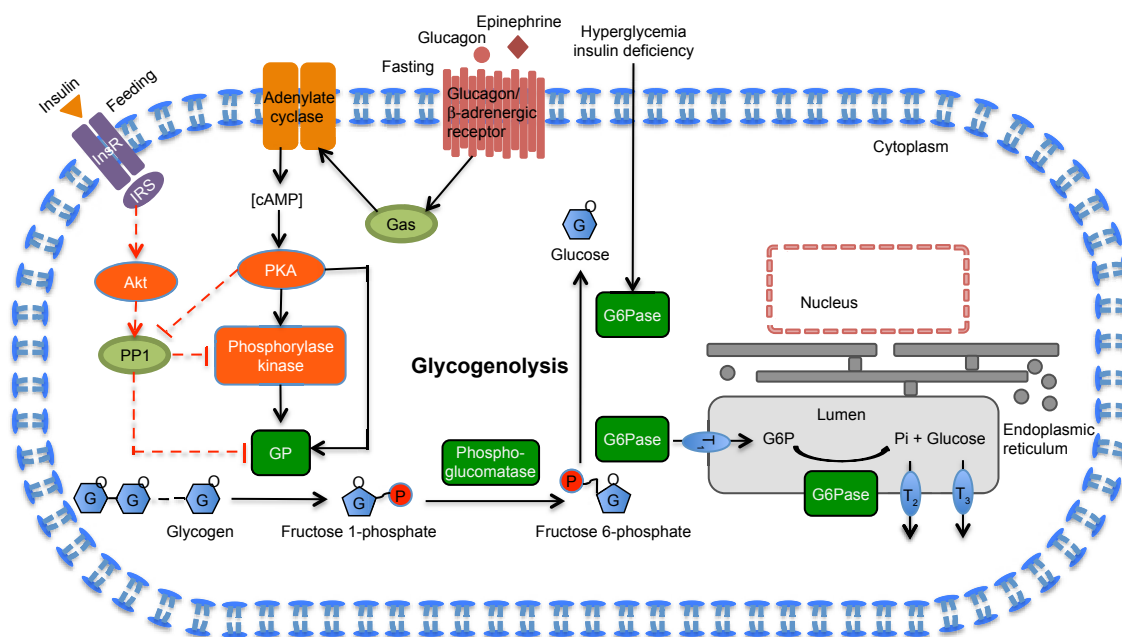 Epinephrine
Glucagon
Hyperglycemia
insulin deficiency
Fasting
Insulin
Feeding
InsR
IRS
Adenylate
cyclase
Glucagon/
β-adrenergic
receptor
Cytoplasm
[cAMP]
Gas
G
Glucose
Akt
PKA
G6Pase
Nucleus
PP1
Phosphorylase
kinase
Glycogenolysis
Lumen
Endoplasmic
reticulum
G6Pase
T1
G6P
Pi + Glucose
GP
Phospho-
glucomatase
G6Pase
T2
T3
G
G
G
G
P
P
G
Glycogen
Fructose 1-phosphate
Fructose 6-phosphate